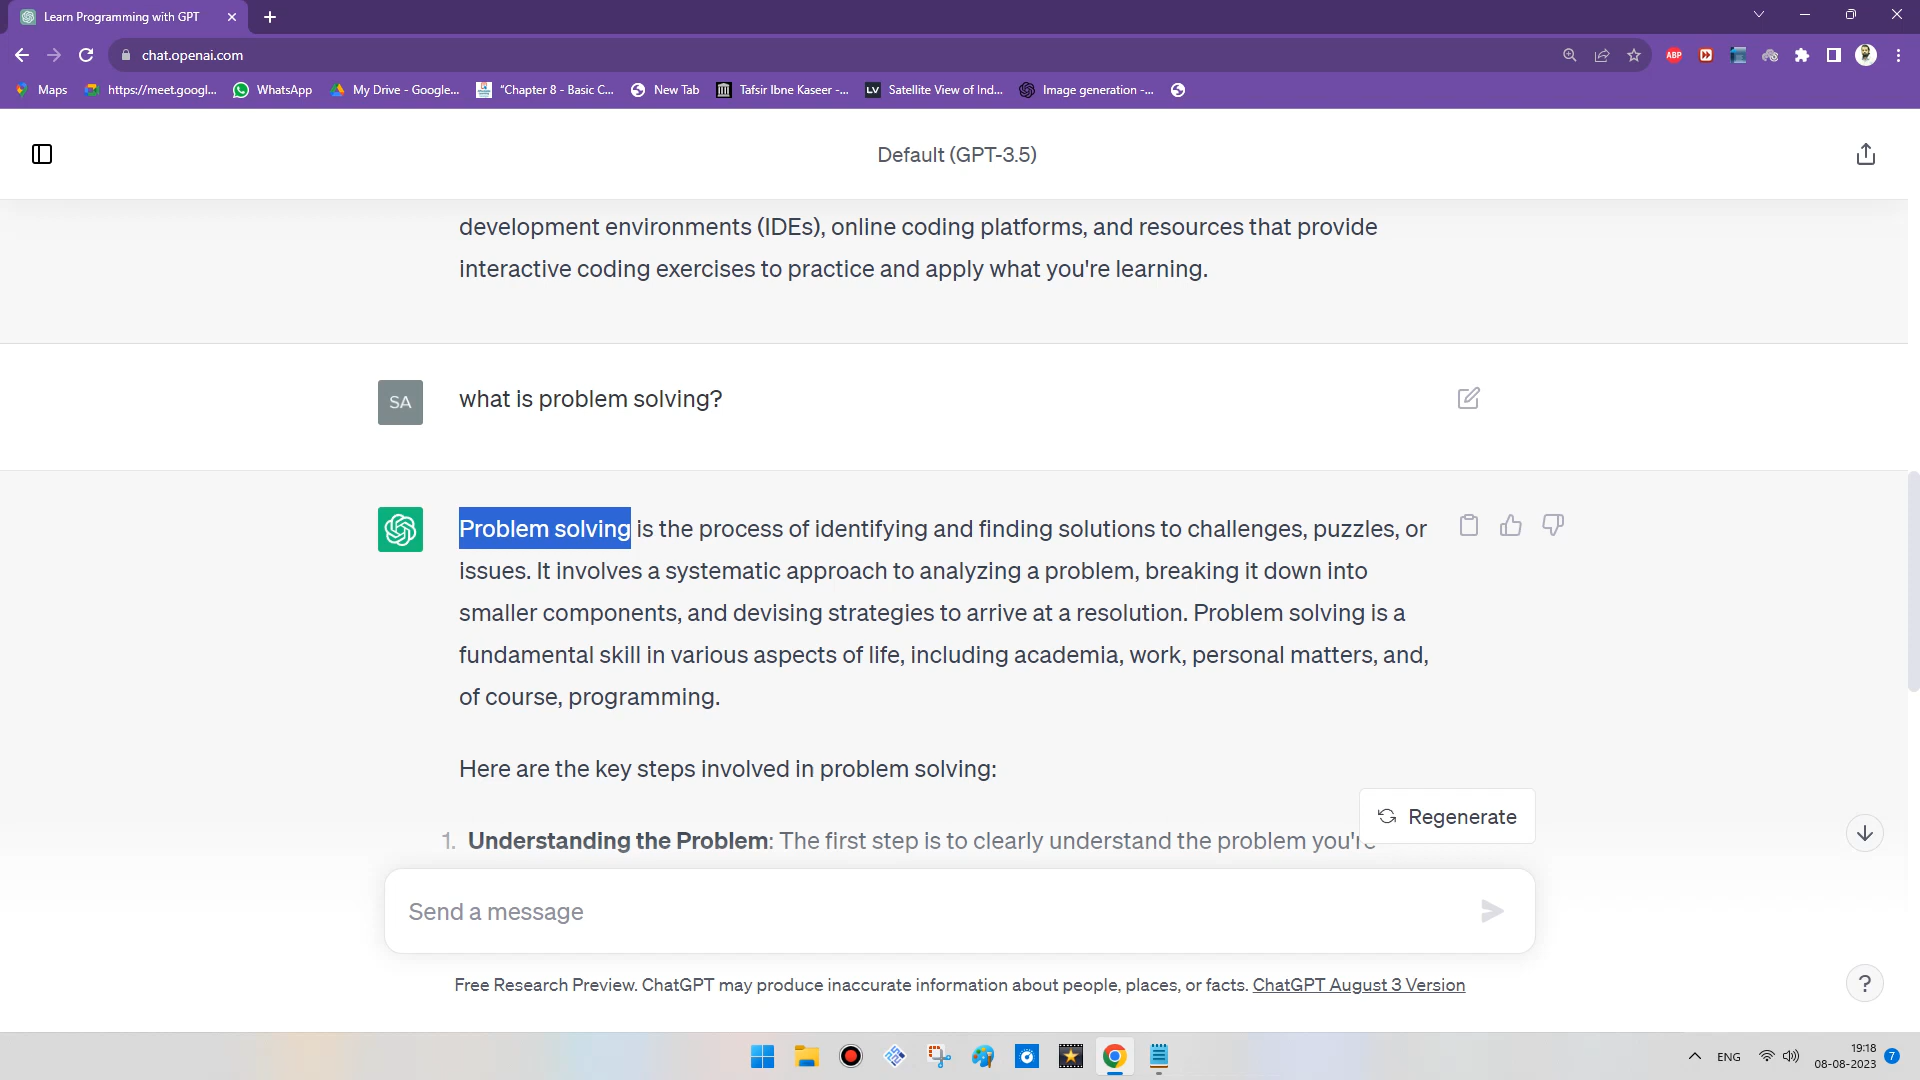 Learn Programming with GPT
chat.openai.com
ABP
Maps
https://meet.googl...
WhatsApp
My Drive - Google...
"Chapter 8 - Basic C...
New Tab
Tafsir Ibne Kaseer -...
LV
Satellite View of Ind...
Image generation -...
Default (GPT-3.5)
development environments (IDEs), online coding platforms, and resources that provide
interactive coding exercises to practice and apply what you're learning.
SA
what is problem solving?
Problem solving is the process of identifying and finding solutions to challenges, puzzles, or
issues. It involves a systematic approach to analyzing a problem, breaking it down into
smaller components, and devising strategies to arrive at a resolution. Problem solving is a
fundamental skill in various aspects of life, including academia, work, personal matters, and,
of course, programming.
Here are the key steps involved in problem solving:
Regenerate
1. Understanding the Problem: The first step is to clearly understand the problem you're
Send a message
Free Research Preview. ChatGPT may produce inaccurate information about people, places, or facts. ChatGPT August 3 Version
?
ENG
19:18
08-08-2023
7